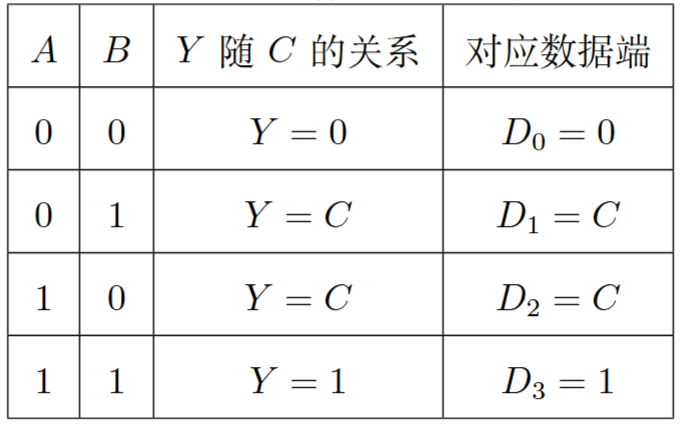 A B Y 随 C 的关系 对应数据端
0 0 Y = 0 D₀ = 0
0 1 Y = C D₁ = C
1 0 Y = C D₂ = C
1 1 Y = 1 D₃ = 1